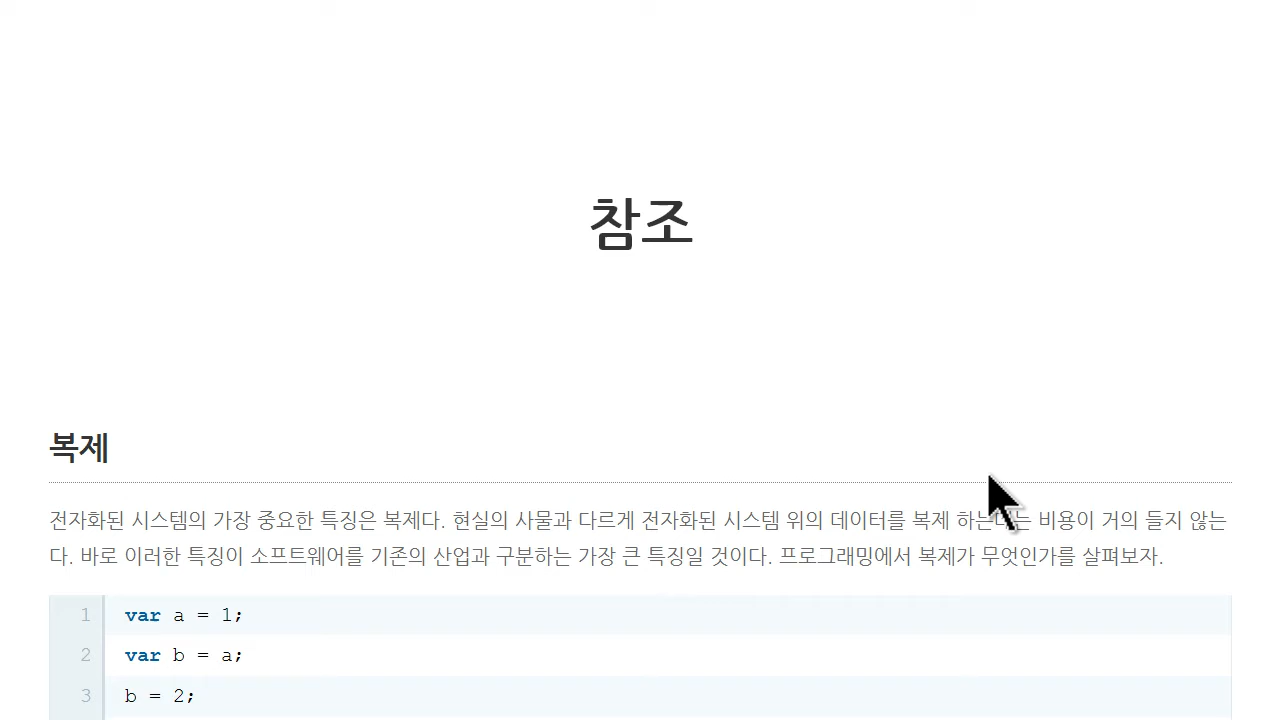 참조
복제
전자화된 시스템의 가장 중요한 특징은 복제다. 현실의 사물과 다르게 전자화된 시스템 위의 데이터를 복제 하는데는 비용이 거의 들지 않는
다. 바로 이러한 특징이 소프트웨어를 기존의 산업과 구분하는 가장 큰 특징일 것이다. 프로그래밍에서 복제가 무엇인가를 살펴보자.
1 var a = 1;
2 var b = a;
3 b = 2;